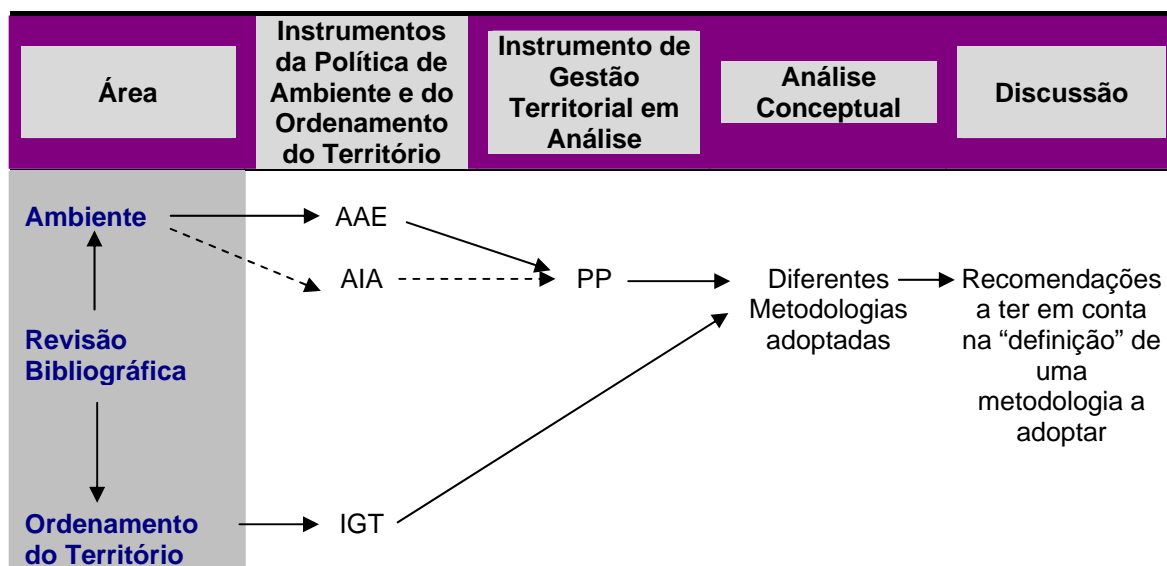 Área
Instrumentos
da Política de
Ambiente e do
Ordenamento
do Território
Instrumento de
Gestão
Territorial em
Análise
Análise
Conceptual
Discussão
Ambiente
AAE
AIA
PP
Diferentes
Metodologias
adoptadas
Recomendações
a ter em conta
na “definição” de
uma
metodologia a
adoptar
Revisão
Bibliográfica
Ordenamento
do Território
IGT